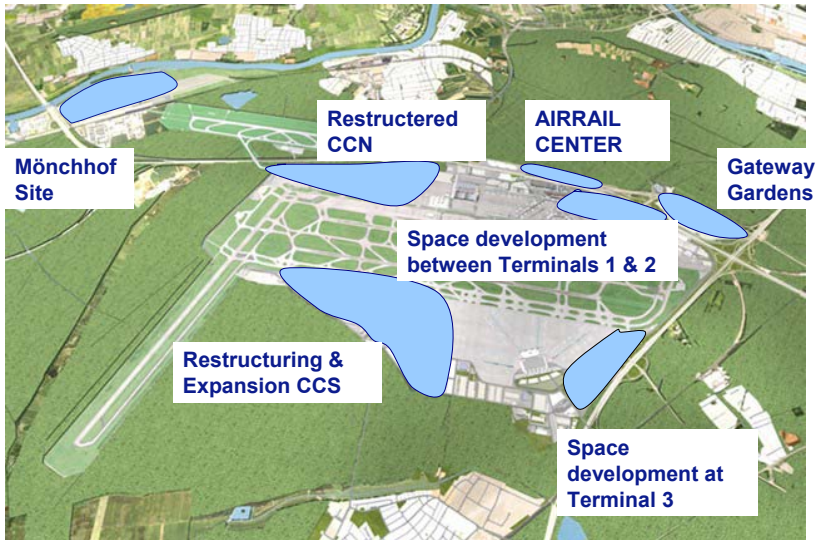 Restructered
CCN
AIRRAIL
CENTER
Mönchhof
Site
Gateway
Gardens
Space development
between Terminals 1 & 2
Restructuring &
Expansion CCS
Space
development at
Terminal 3